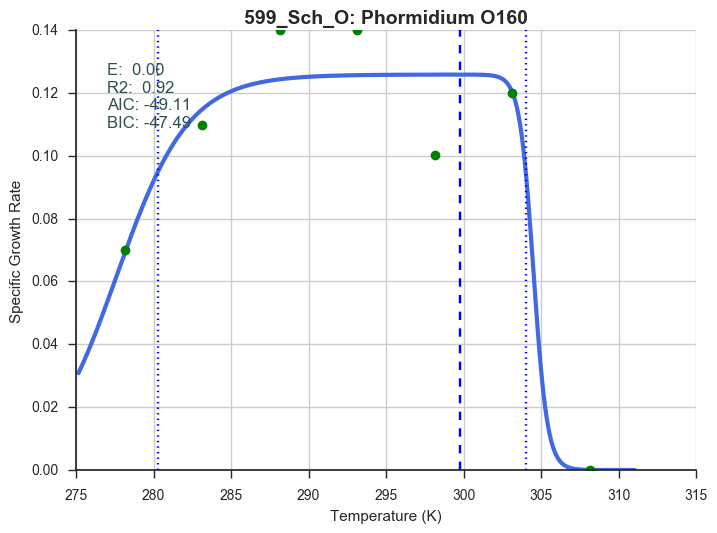 599_Sch_O: Phormidium O160
E:  0.00
R2:  0.92
AIC: -49.11
BIC: -47.49
Specific Growth Rate
0.14
0.12
0.10
0.08
0.06
0.04
0.02
0.00
275 280 285 290 295 300 305 310 315
Temperature (K)